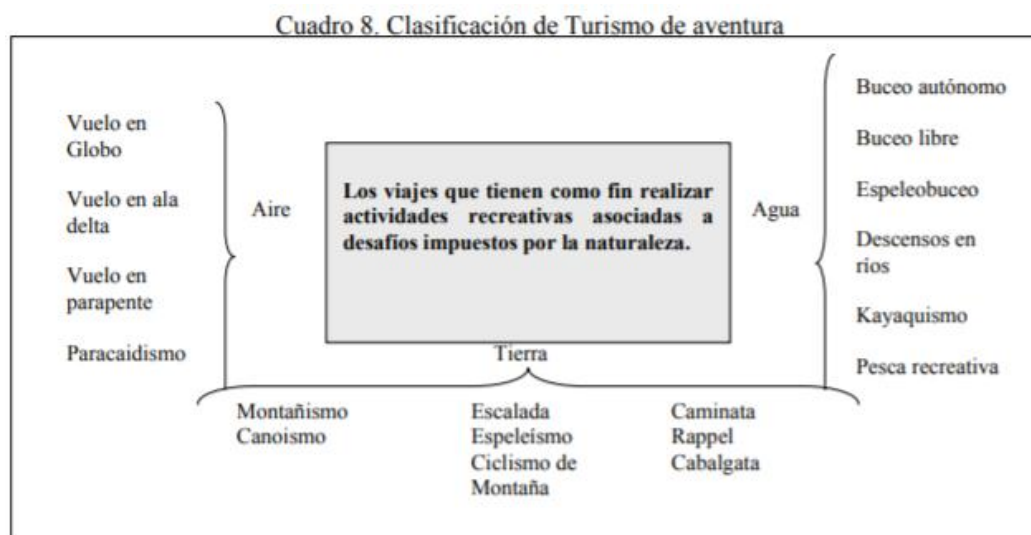 Cuadro 8. Clasificación de Turismo de aventura
Vuelo en
Globo
Vuelo en ala
delta
Vuelo en
parapente
Paracaidismo
Aire
Los viajes que tienen como fin realizar
actividades recreativas asociadas a
desafíos impuestos por la naturaleza.
Agua
Buceo autónomo
Buceo libre
Espeleobuceo
Descensos en
ríos
Kayaquismo
Pesca recreativa
Tierra
Montañismo
Canoismo
Escalada
Espeleísmo
Ciclismo de
Montaña
Caminata
Rappel
Cabalgata